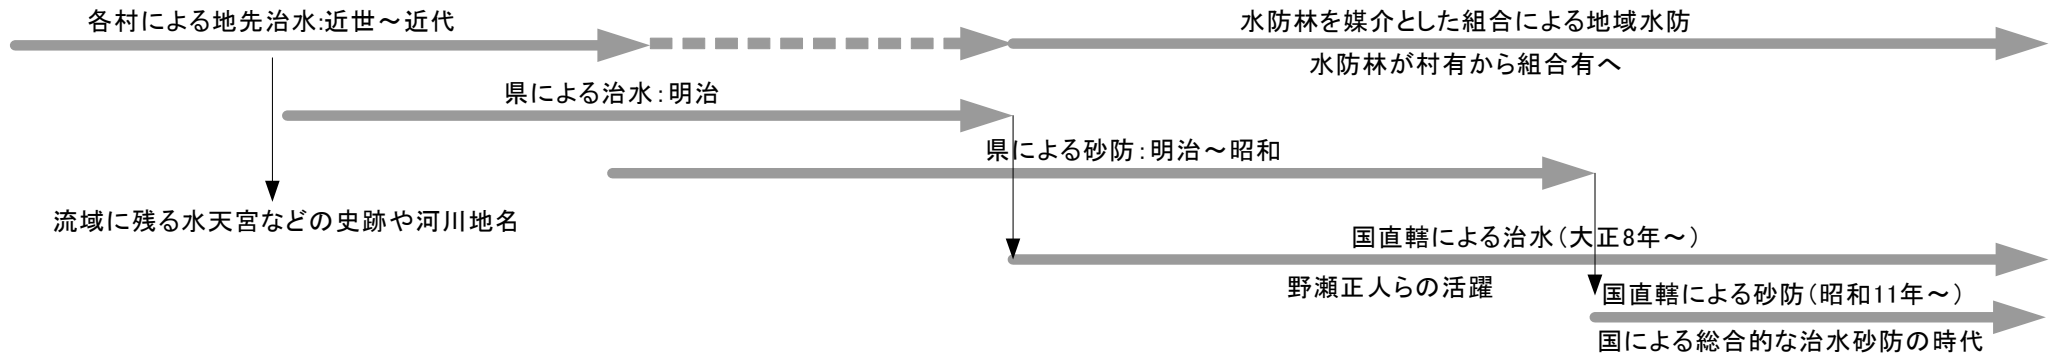 各村による地先治水:近世～近代
水防林を媒介とした組合による地域水防
水防林が村有から組合有へ
県による治水：明治
県による砂防：明治～昭和
流域に残る水天宮などの史跡や河川地名
国直轄による治水（大正8年～）
野瀬正人らの活躍
国直轄による砂防（昭和11年～）
国による総合的な治水砂防の時代